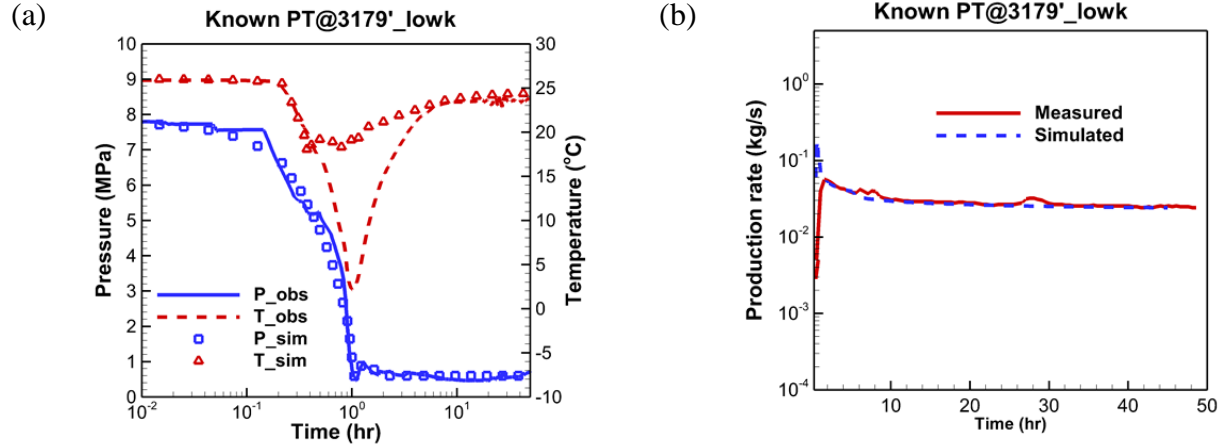 (a)
Known PT@3179'_lowk
Pressure (MPa)
10
9
8
7
6
5
4
3
2
1
0
30
25
20
15
10
5
0
-5
-10
Temperature (°C)
P_obs
T_obs
P_sim
T_sim
10⁻² 10⁻¹ 10⁰ 10¹
Time (hr)
(b)
Known PT@3179'_lowk
Production rate (kg/s)
10⁰
10⁻¹
10⁻²
10⁻³
10⁻⁴
Measured
Simulated
10 20 30 40 50
Time (hr)